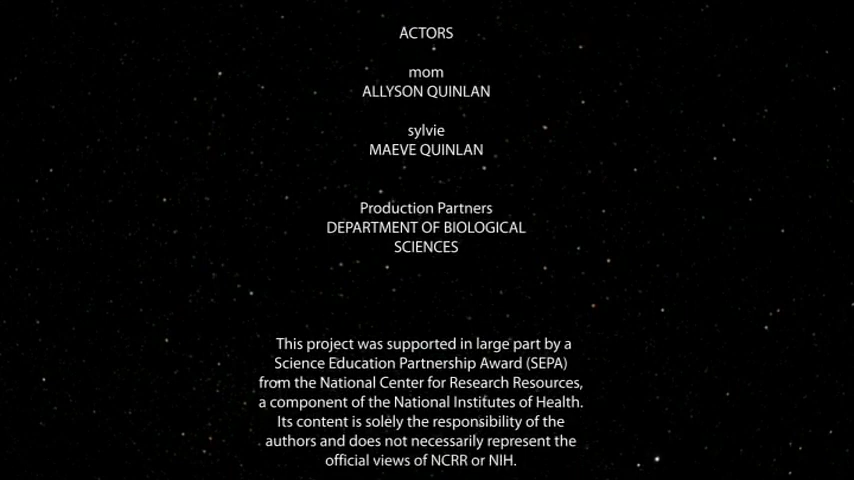 ACTORS
mom
ALLYSON QUINLAN
sylvie
MAEVE QUINLAN
Production Partners
DEPARTMENT OF BIOLOGICAL
SCIENCES
This project was supported in large part by a
Science Education Partnership Award (SEPA)
from the National Center for Research Resources,
a component of the National Institutes of Health.
Its content is solely the responsibility of the
authors and does not necessarily represent the
official views of NCRR or NIH.